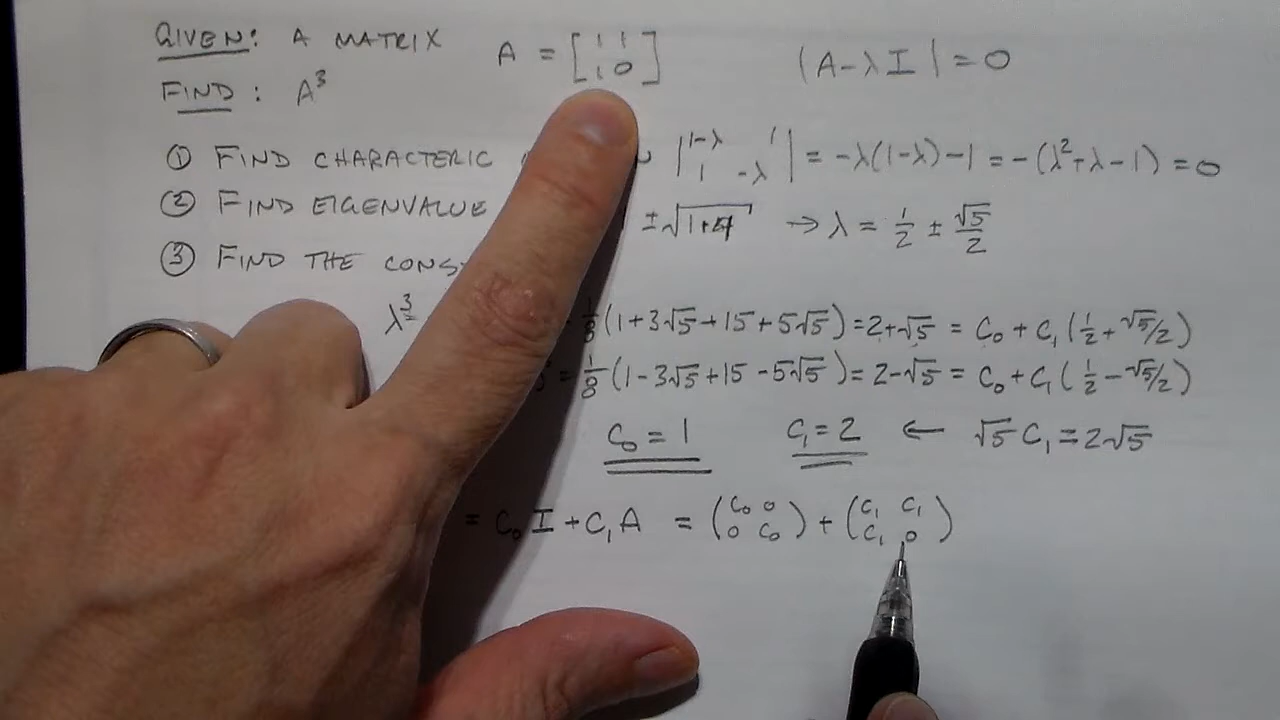 GIVEN: A MATRIX A = [1 1 1 0] |A-λI|=0
FIND: A³
① FIND CHARACTERIC |1-λ 1 1 -λ| = -λ(1-λ)-1 = -(λ²+λ-1) = 0
② FIND EIGENVALUE ±√1+4 → λ = 1/2 ± √5/2
③ FIND THE
λ³ 1/8(1+3√5+15+5√5)=2+√5 = C₀+C₁(1/2+√5/2)
= 1/8(1-3√5+15-5√5)=2-√5 = C₀+C₁(1/2-√5/2)
C₀=1 C₁=2 ← √5C₁=2√5
= C₀I+C₁A = (C₀ 0 0 C₀)+(C₁ C₁ C₁ 0)